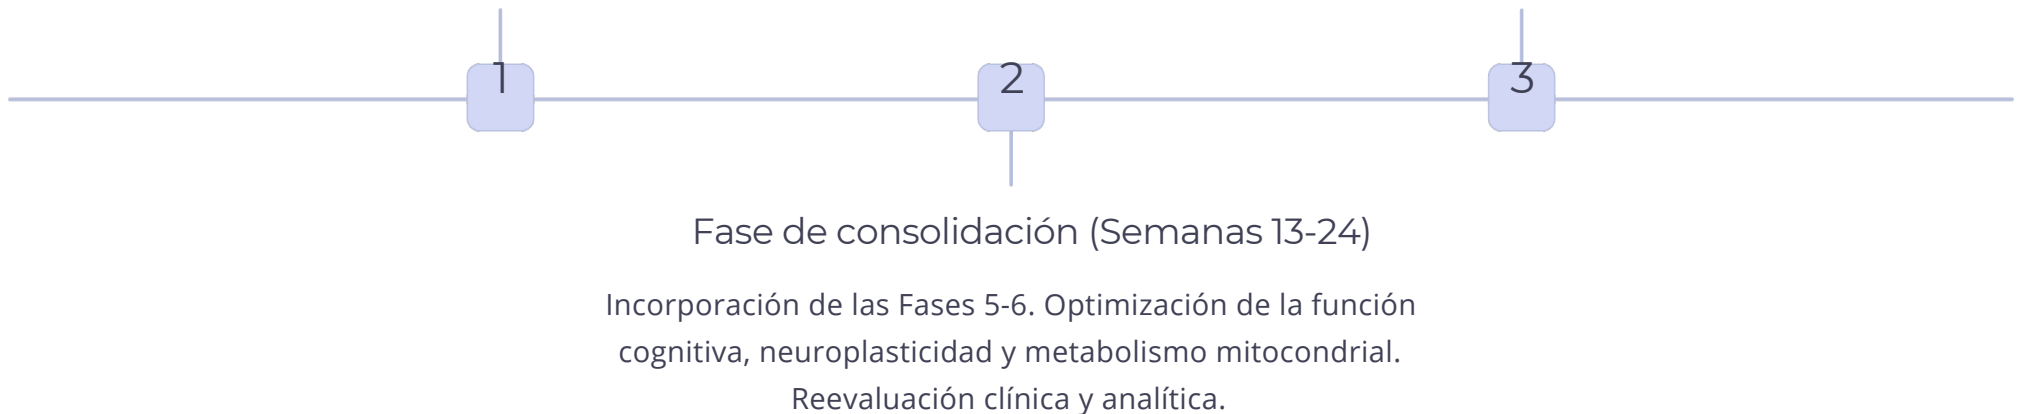 1
2
3
Fase de consolidación (Semanas 13-24)
Incorporación de las Fases 5-6. Optimización de la función
cognitiva, neuroplasticidad y metabolismo mitocondrial.
Reevaluación clínica y analítica.